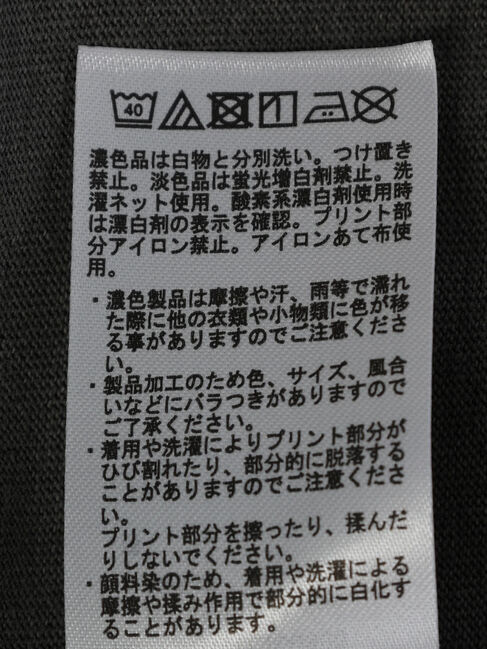 40
濃色品は白物と分別洗い。つけ置き
禁止。淡色品は蛍光増白剤禁止。洗
濯ネット使用。酸素系漂白剤使用時
は漂白剤の表示を確認。プリント部
分アイロン禁止。アイロンあて布使
用。
・濃色製品は摩擦や汗、雨等で濡れ
た際に他の衣類や小物類に色が移
る事がありますのでご注意くださ
い。
・製品加工のため色、サイズ、風合
いなどにバラつきがありますので
ご了承ください。
・着用や洗濯によりプリント部分が
ひび割れたり、部分的に脱落する
ことがありますのでご注意くださ
い。
プリント部分を擦ったり、揉んだ
りしないでください。
・顔料染のため、着用や洗濯による
摩擦や揉み作用で部分的に白化す
ることがあります。